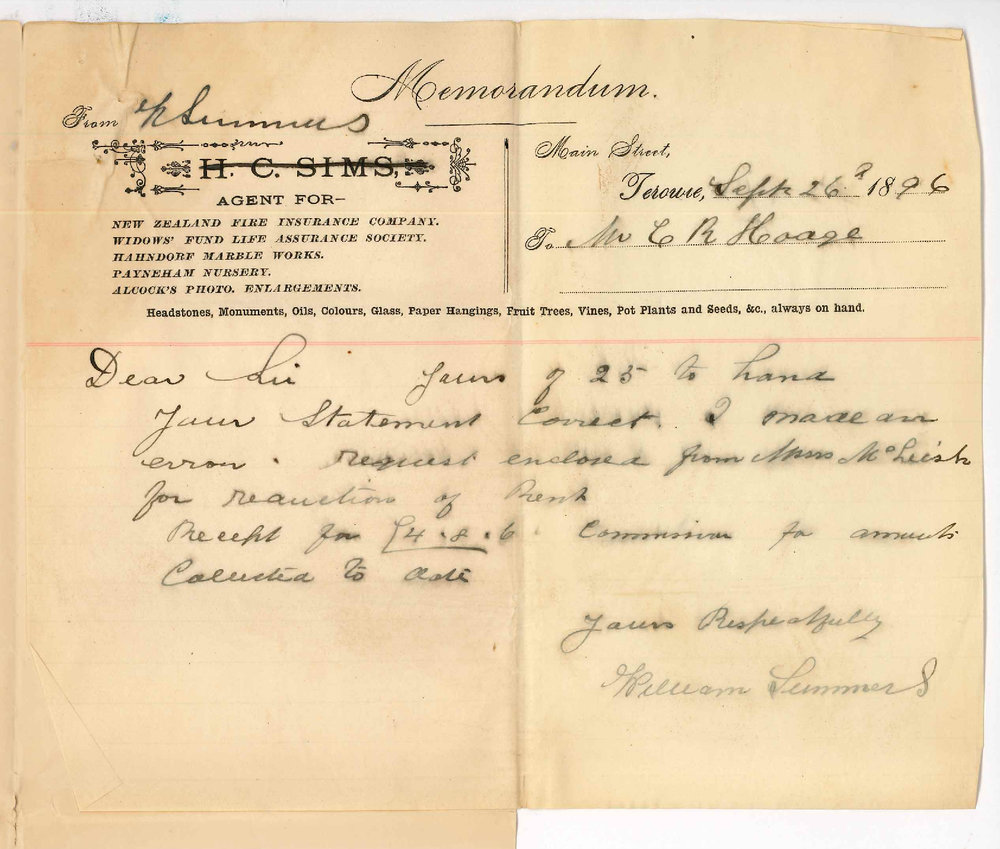 Memorandum.
From W Summers
H. C. SIMS,
AGENT FOR—
NEW ZEALAND FIRE INSURANCE COMPANY.
WIDOWS' FUND LIFE ASSURANCE SOCIETY.
HAHNDORF MARBLE WORKS.
PAYNEHAM NURSERY.
ALCOCK'S PHOTO. ENLARGEMENTS.
Main Street,
Terowie, Sept 26 1896
To Mr C R Hodge
Headstones, Monuments, Oils, Colours, Glass, Paper Hangings, Fruit Trees, Vines, Pot Plants and Seeds, &c., always on hand.
Dear Sir yours of 25 to hand
Your Statement Correct. I made an
error. request enclosed from McLeish
for reduction of Rent
Receipt for £4.8.6 Commission for amounts
Collected to date
Yours Respectfully
William Summers